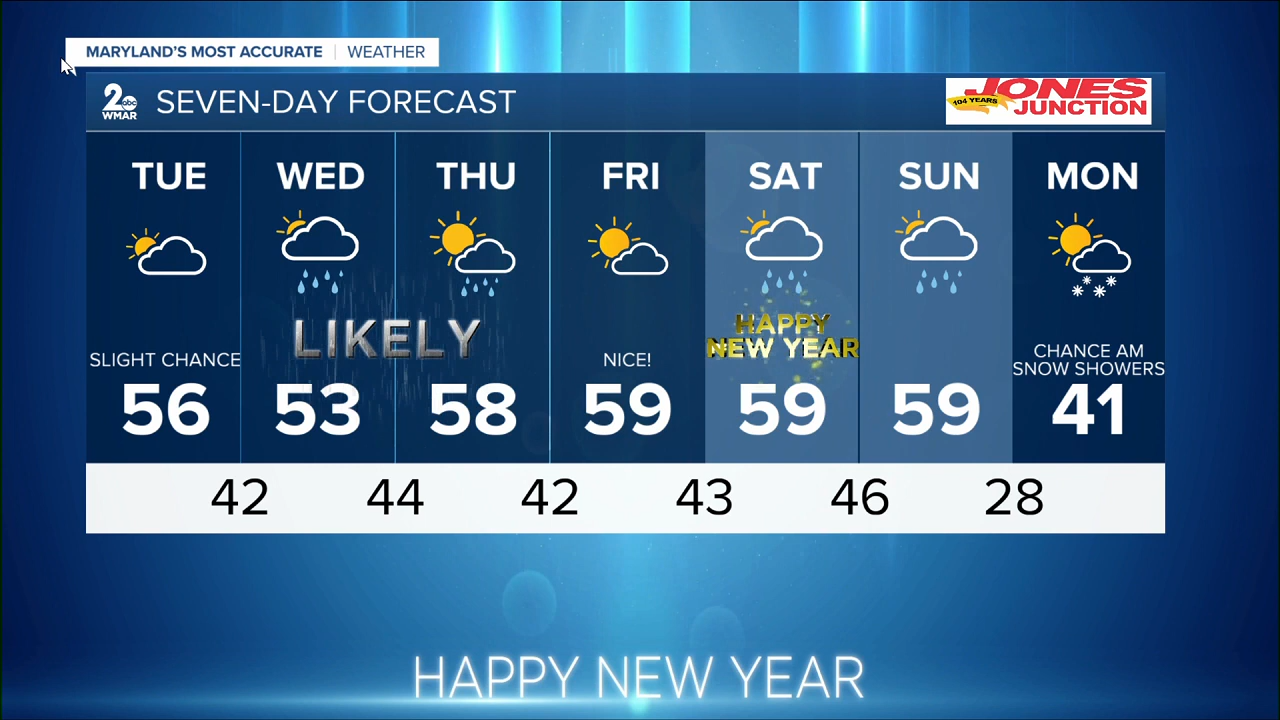 MARYLAND'S MOST ACCURATE | WEATHER
2 abc
WMAR
SEVEN-DAY FORECAST
JONES
104 YEARS
JUNCTION
TUE WED THU FRI SAT SUN MON
LIKELY
HAPPY
NEW YEAR
SLIGHT CHANCE
NICE!
CHANCE AM
SNOW SHOWERS
56 53 58 59 59 59 41
42 44 42 43 46 28
HAPPY NEW YEAR